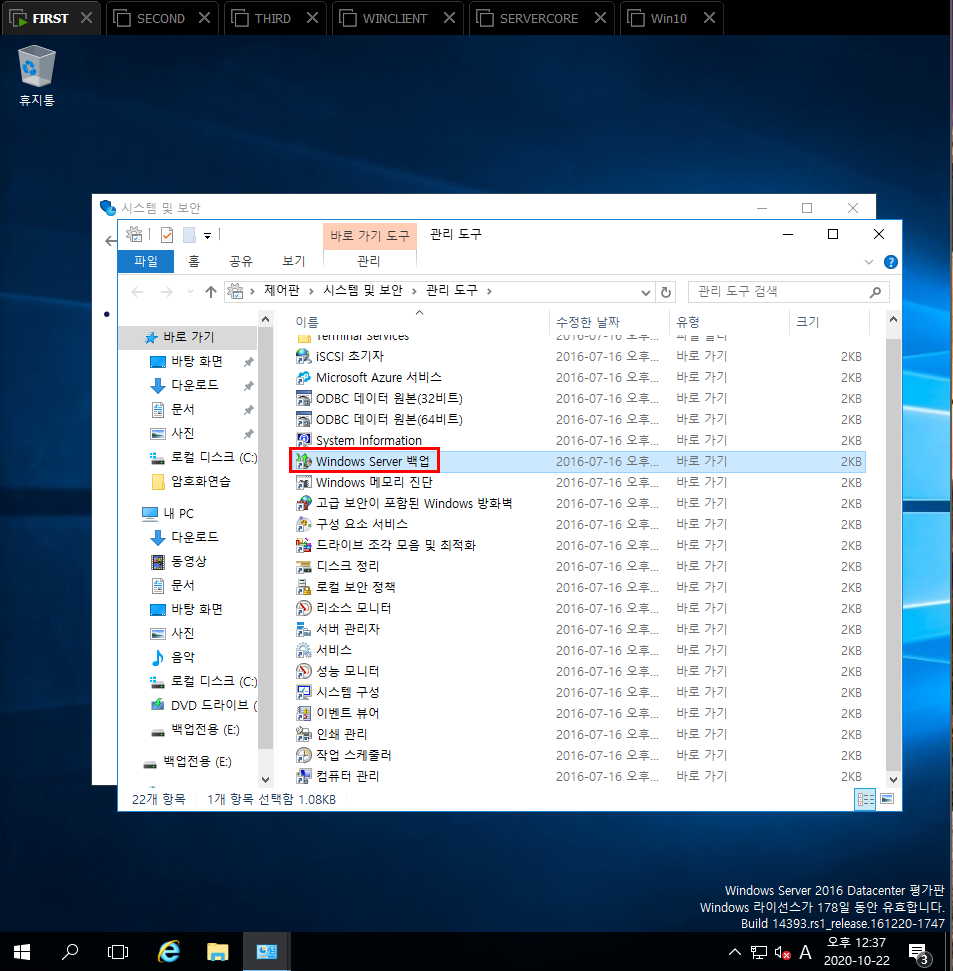 FIRST SECOND THIRD WINCLIENT SERVERCORE Win10
휴지통
시스템 및 보안
바로 가기 도구 관리 도구
파일 홈 공유 보기 관리
제어판 › 시스템 및 보안 › 관리 도구 › 관리 도구 검색
이름 수정한 날짜 유형 크기
바로 가기
바탕 화면
다운로드
문서
사진
로컬 디스크 (C:)
암호화연습
내 PC
다운로드
동영상
문서
바탕 화면
사진
음악
로컬 디스크 (C:)
DVD 드라이브 (
백업전용 (E:)
백업전용 (E:)
Terminal Services 2016-07-16 오후... 파일 폴더
iSCSI 초기자 2016-07-16 오후... 바로 가기 2KB
Microsoft Azure 서비스 2016-07-16 오후... 바로 가기 2KB
ODBC 데이터 원본(32비트) 2016-07-16 오후... 바로 가기 2KB
ODBC 데이터 원본(64비트) 2016-07-16 오후... 바로 가기 2KB
System Information 2016-07-16 오후... 바로 가기 2KB
Windows Server 백업 2016-07-16 오후... 바로 가기 2KB
Windows 메모리 진단 2016-07-16 오후... 바로 가기 2KB
고급 보안이 포함된 Windows 방화벽 2016-07-16 오후... 바로 가기 2KB
구성 요소 서비스 2016-07-16 오후... 바로 가기 2KB
드라이브 조각 모음 및 최적화 2016-07-16 오후... 바로 가기 2KB
디스크 정리 2016-07-16 오후... 바로 가기 2KB
로컬 보안 정책 2016-07-16 오후... 바로 가기 2KB
리소스 모니터 2016-07-16 오후... 바로 가기 2KB
서버 관리자 2016-07-16 오후... 바로 가기 2KB
서비스 2016-07-16 오후... 바로 가기 2KB
성능 모니터 2016-07-16 오후... 바로 가기 2KB
시스템 구성 2016-07-16 오후... 바로 가기 2KB
이벤트 뷰어 2016-07-16 오후... 바로 가기 2KB
인쇄 관리 2016-07-16 오후... 바로 가기 2KB
작업 스케줄러 2016-07-16 오후... 바로 가기 2KB
컴퓨터 관리 2016-07-16 오후... 바로 가기 2KB
22개 항목 1개 항목 선택함 1.08KB
Windows Server 2016 Datacenter 평가판
Windows 라이선스가 178일 동안 유효합니다.
Build 14393.rs1_release.161220-1747
A 오후 12:37
2020-10-22
3